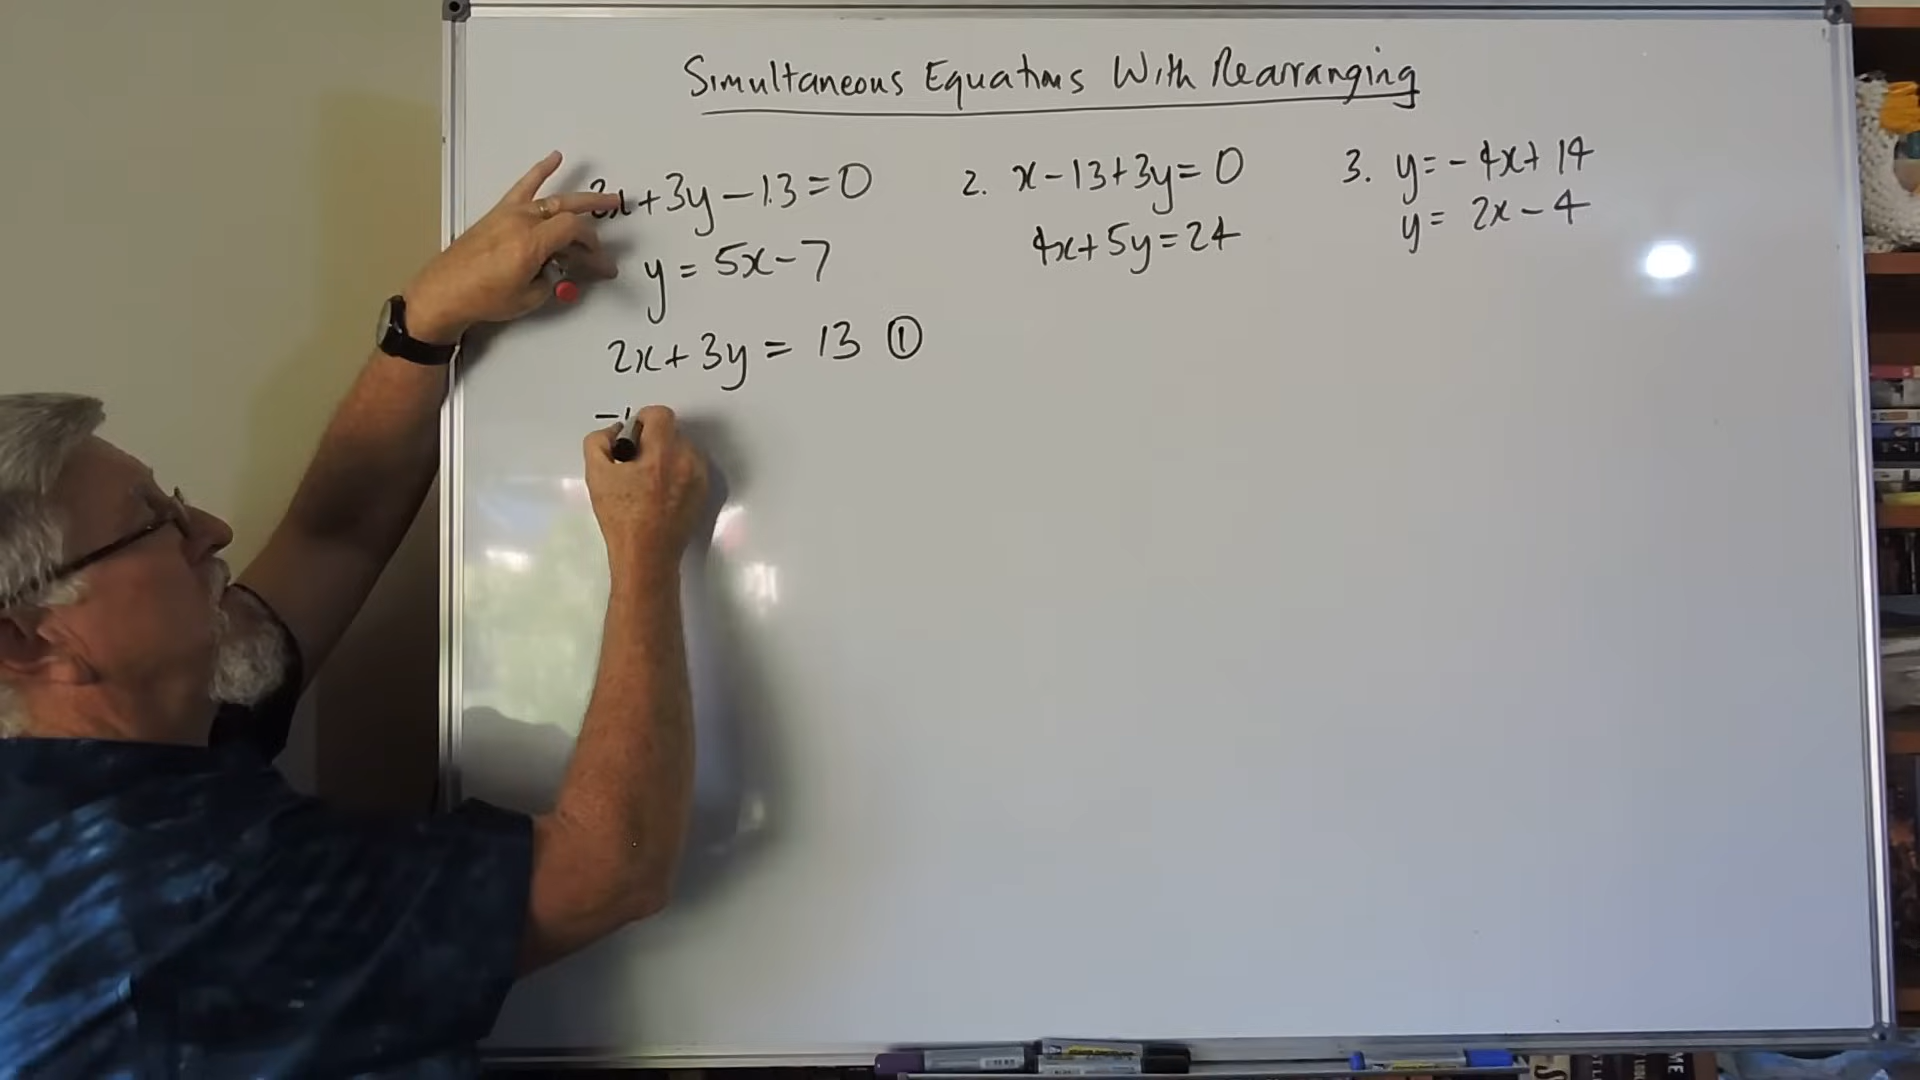 Simultaneous Equations With Rearranging
2x+3y-13=0
y=5x-7
2x+3y=13 ①
2. x-13+3y=0
4x+5y=24
3. y=-4x+14
y=2x-4